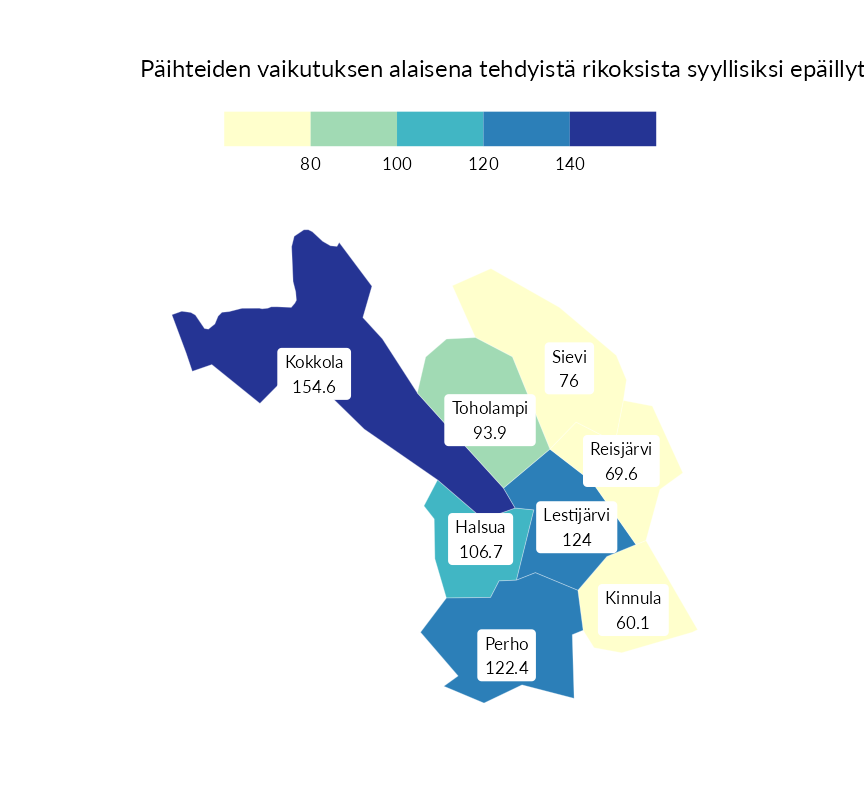 Päihteiden vaikutuksen alaisena tehdyistä rikoksista syyllisiksi epäillyt
80 100 120 140
Kokkola
154.6
Sievi
76
Toholampi
93.9
Reisjärvi
69.6
Lestijärvi
124
Halsua
106.7
Kinnula
60.1
Perho
122.4